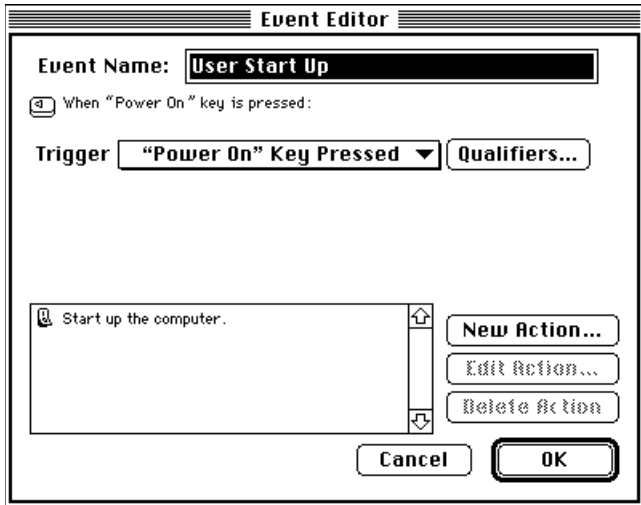 Event Editor
Event Name: User Start Up
When “Power On” key is pressed:
Trigger “Power On” Key Pressed Qualifiers...
Start up the computer.
New Action...
Edit Action...
Delete Action
Cancel OK